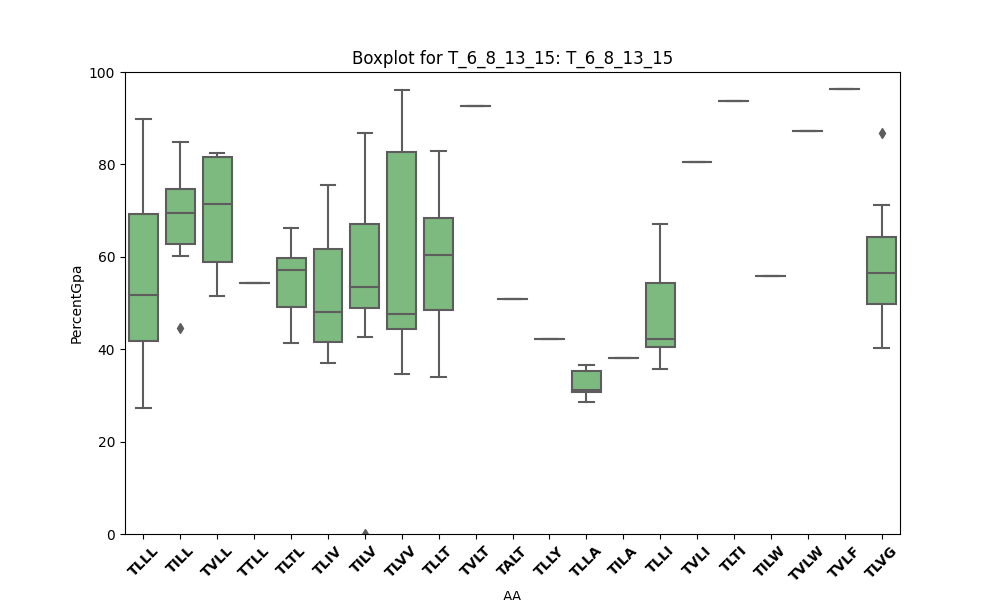 Boxplot for T_6_8_13_15: T_6_8_13_15
100
80
60
40
20
0
PercentGpa
TLLL
TILL
TVLL
TTLL
TLTL
TLIV
TILV
TLVV
TLLT
TVLT
TALT
TLLY
TLLA
TILA
TLLI
TVLI
TLTI
TILW
TVLW
TVLF
TLVG
AA